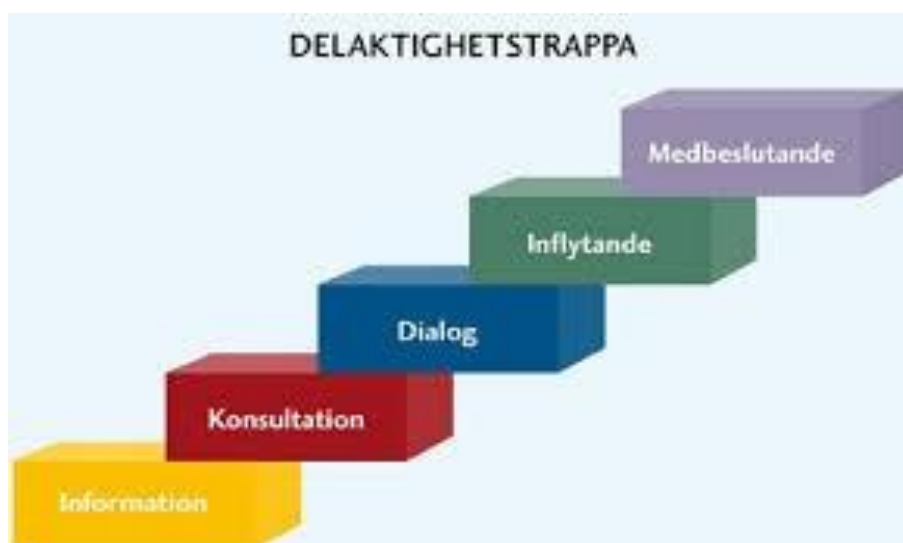 DELAKTIGHETSTRAPPA
Medbeslutande
Inflytande
Dialog
Konsultation
Information